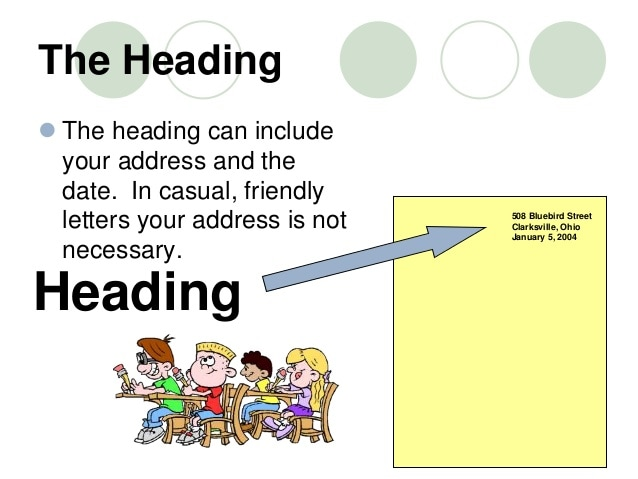 The Heading
The heading can include
your address and the
date.  In casual, friendly
letters your address is not
necessary.
Heading
508 Bluebird Street
Clarksville, Ohio
January 5, 2004